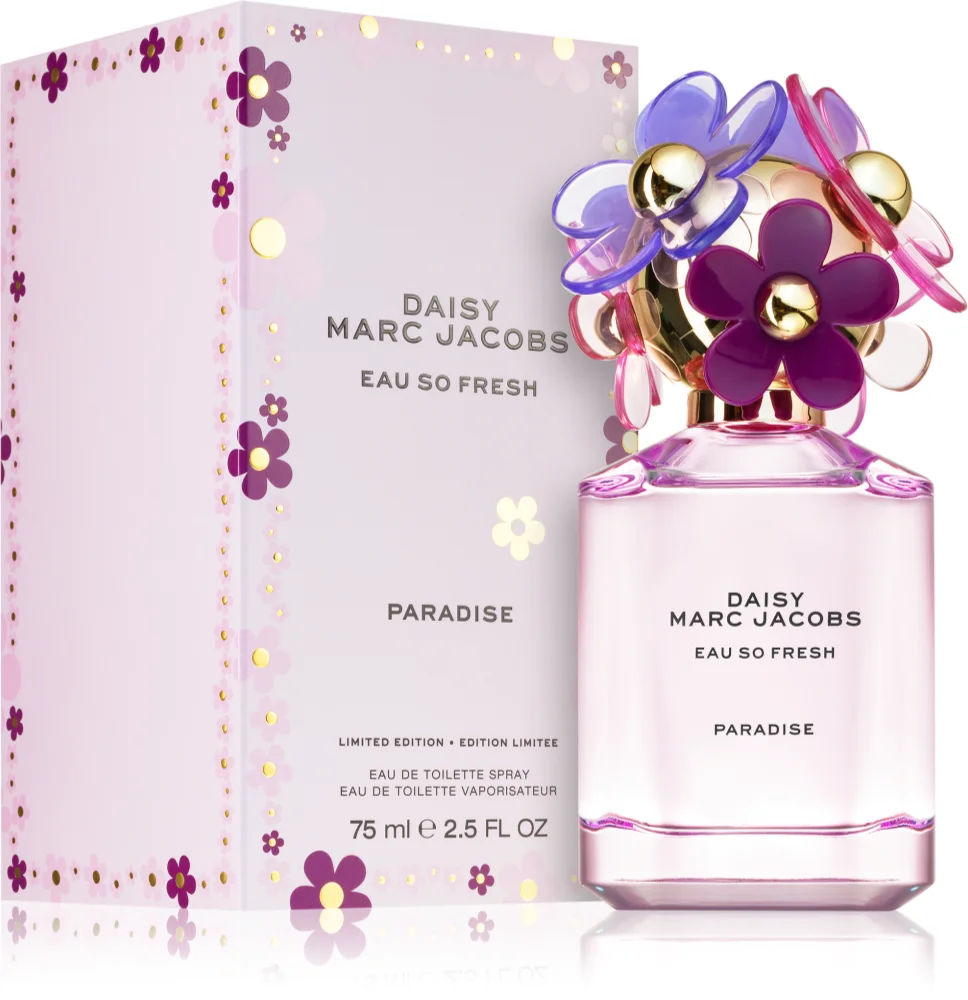 DAISY
MARC JACOBS
EAU SO FRESH
PARADISE
LIMITED EDITION • EDITION LIMITEE
EAU DE TOILETTE SPRAY
EAU DE TOILETTE VAPORISATEUR
75 ml ℮ 2.5 FL OZ
DAISY
MARC JACOBS
EAU SO FRESH
PARADISE